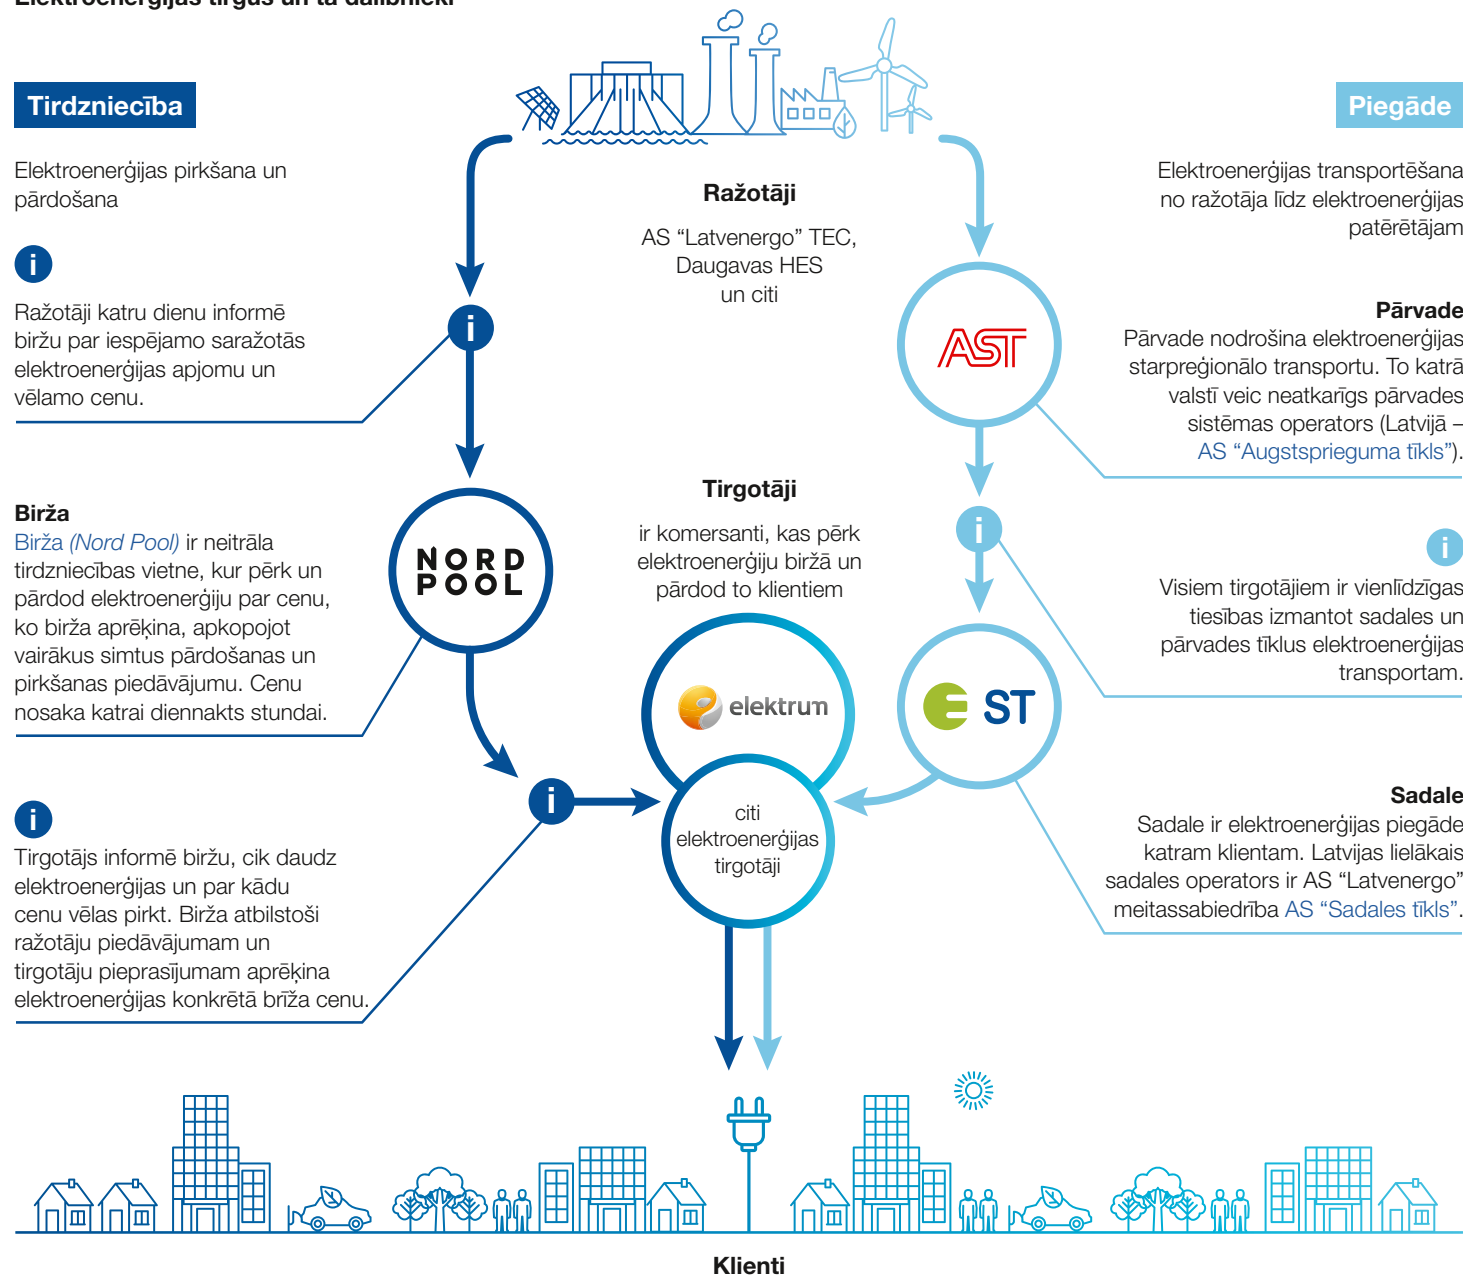 Elektroenerģijas tirgus un tā dalībnieki
Tirdzniecība
Elektroenerģijas pirkšana un
pārdošana
i
Ražotāji katru dienu informē
biržu par iespējamo saražotās
elektroenerģijas apjomu un
vēlamo cenu.
Birža
Birža (Nord Pool) ir neitrāla
tirdzniecības vietne, kur pērk un
pārdod elektroenerģiju par cenu,
ko birža aprēķina, apkopojot
vairākus simtus pārdošanas un
pirkšanas piedāvājumu. Cenu
nosaka katrai diennakts stundai.
i
Tirgotājs informē biržu, cik daudz
elektroenerģijas un par kādu
cenu vēlas pirkt. Birža atbilstoši
ražotāju piedāvājumam un
tirgotāju pieprasījumam aprēķina
elektroenerģijas konkrētā brīža cenu.
i
NORD
POOL
i
Ražotāji
AS “Latvenergo” TEC,
Daugavas HES
un citi
Tirgotāji
ir komersanti, kas pērk
elektroenerģiju biržā un
pārdod to klientiem
elektrum
citi
elektroenerģijas
tirgotāji
AST
i
ST
Piegāde
Elektroenerģijas transportēšana
no ražotāja līdz elektroenerģijas
patērētājam
Pārvade
Pārvade nodrošina elektroenerģijas
starpreģionālo transportu. To katrā
valstī veic neatkarīgs pārvades
sistēmas operators (Latvijā –
AS “Augstsprieguma tīkls”).
i
Visiem tirgotājiem ir vienlīdzīgas
tiesības izmantot sadales un
pārvades tīklus elektroenerģijas
transportam.
Sadale
Sadale ir elektroenerģijas piegāde
katram klientam. Latvijas lielākais
sadales operators ir AS “Latvenergo”
meitassabiedrība AS “Sadales tīkls”.
Klienti